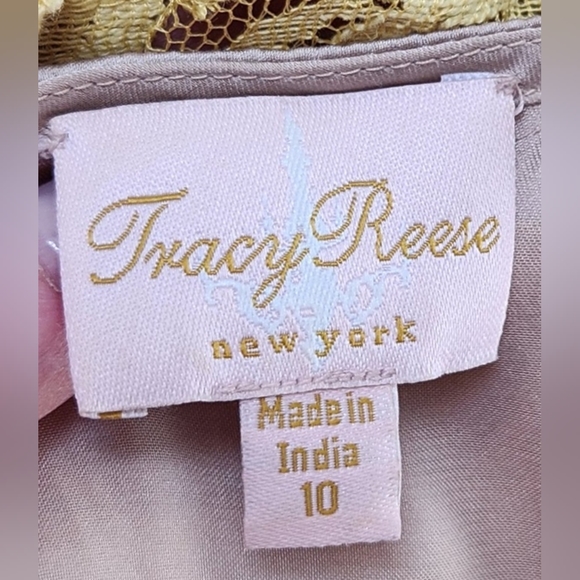 Tracy Reese
new york
Made in
India
10